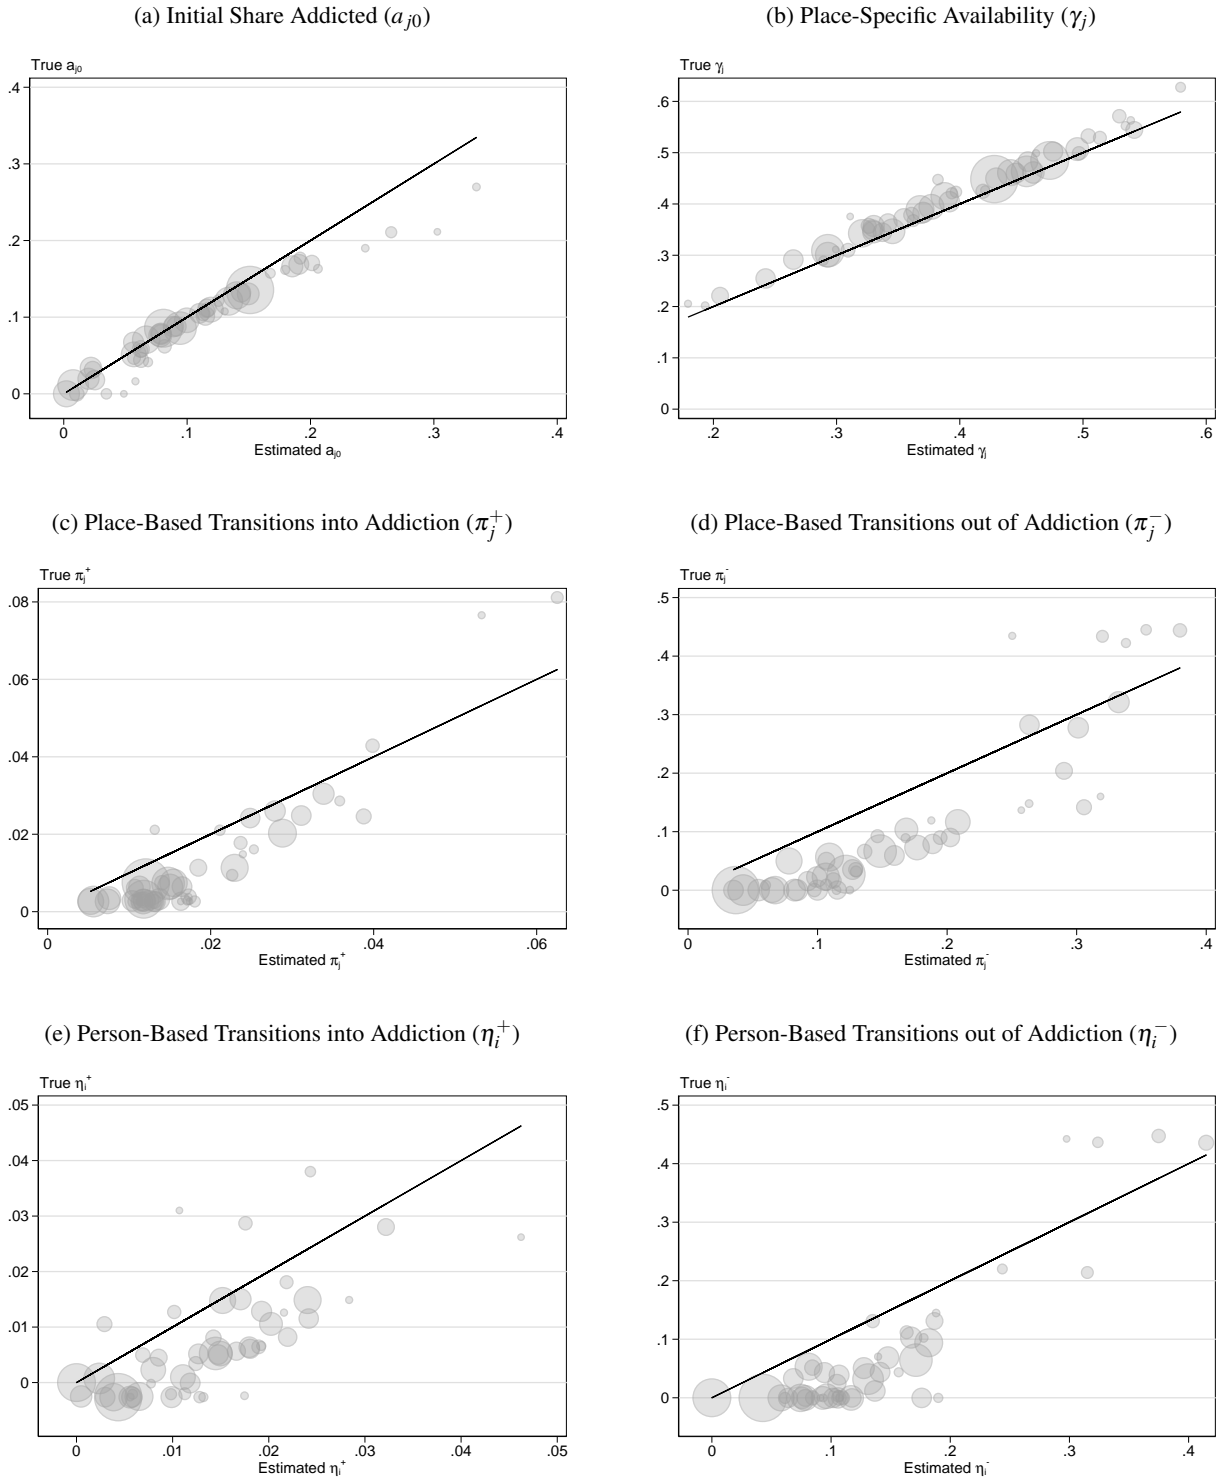 (a) Initial Share Addicted (a_j0)
True a_j0
.4
.3
.2
.1
0
0 .1 .2 .3 .4
Estimated a_j0
(b) Place-Specific Availability (γ_j)
True γ_j
.6
.5
.4
.3
.2
.1
0
.2 .3 .4 .5 .6
Estimated γ_j
(c) Place-Based Transitions into Addiction (π_j^+)
True π_j^+
.08
.06
.04
.02
0
0 .02 .04 .06
Estimated π_j^+
(d) Place-Based Transitions out of Addiction (π_j^-)
True π_j^-
.5
.4
.3
.2
.1
0
0 .1 .2 .3 .4
Estimated π_j^-
(e) Person-Based Transitions into Addiction (η_i^+)
True η_i^+
.05
.04
.03
.02
.01
0
0 .01 .02 .03 .04 .05
Estimated η_i^+
(f) Person-Based Transitions out of Addiction (η_i^-)
True η_i^-
.5
.4
.3
.2
.1
0
0 .1 .2 .3 .4
Estimated η_i^-